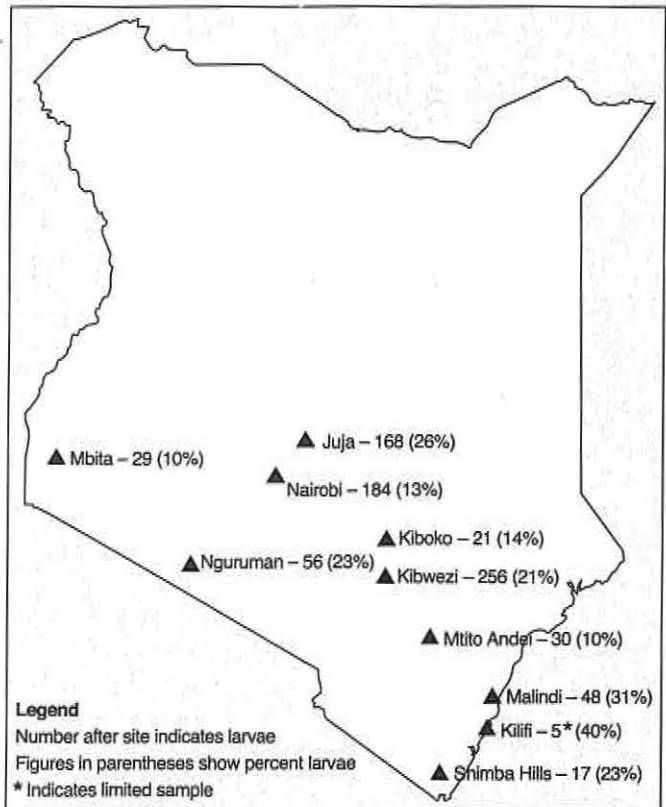 Juja – 168 (26%)
Mbita – 29 (10%)
Nairobi - 184 (13%)
Kiboko – 21 (14%)
Nguruman – 56 (23%)
Kibwezi – 256 (21%)
Mtito Andei – 30 (10%)
Malindi – 48 (31%)
Kilifi – 5* (40%)
Shimba Hills – 17 (23%)
Legend
Number after site indicates larvae
Figures in parentheses show percent larvae
* Indicates limited sample